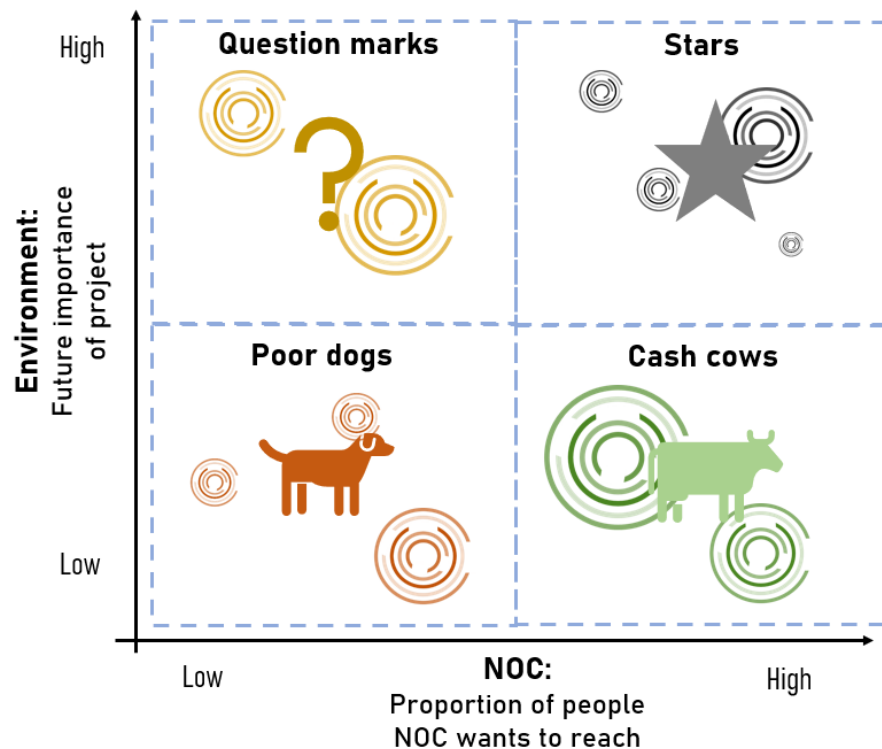 High
Question marks
Stars
?
Environment:
Future importance
of project
Poor dogs
Cash cows
Low
Low
NOC:
High
Proportion of people
NOC wants to reach